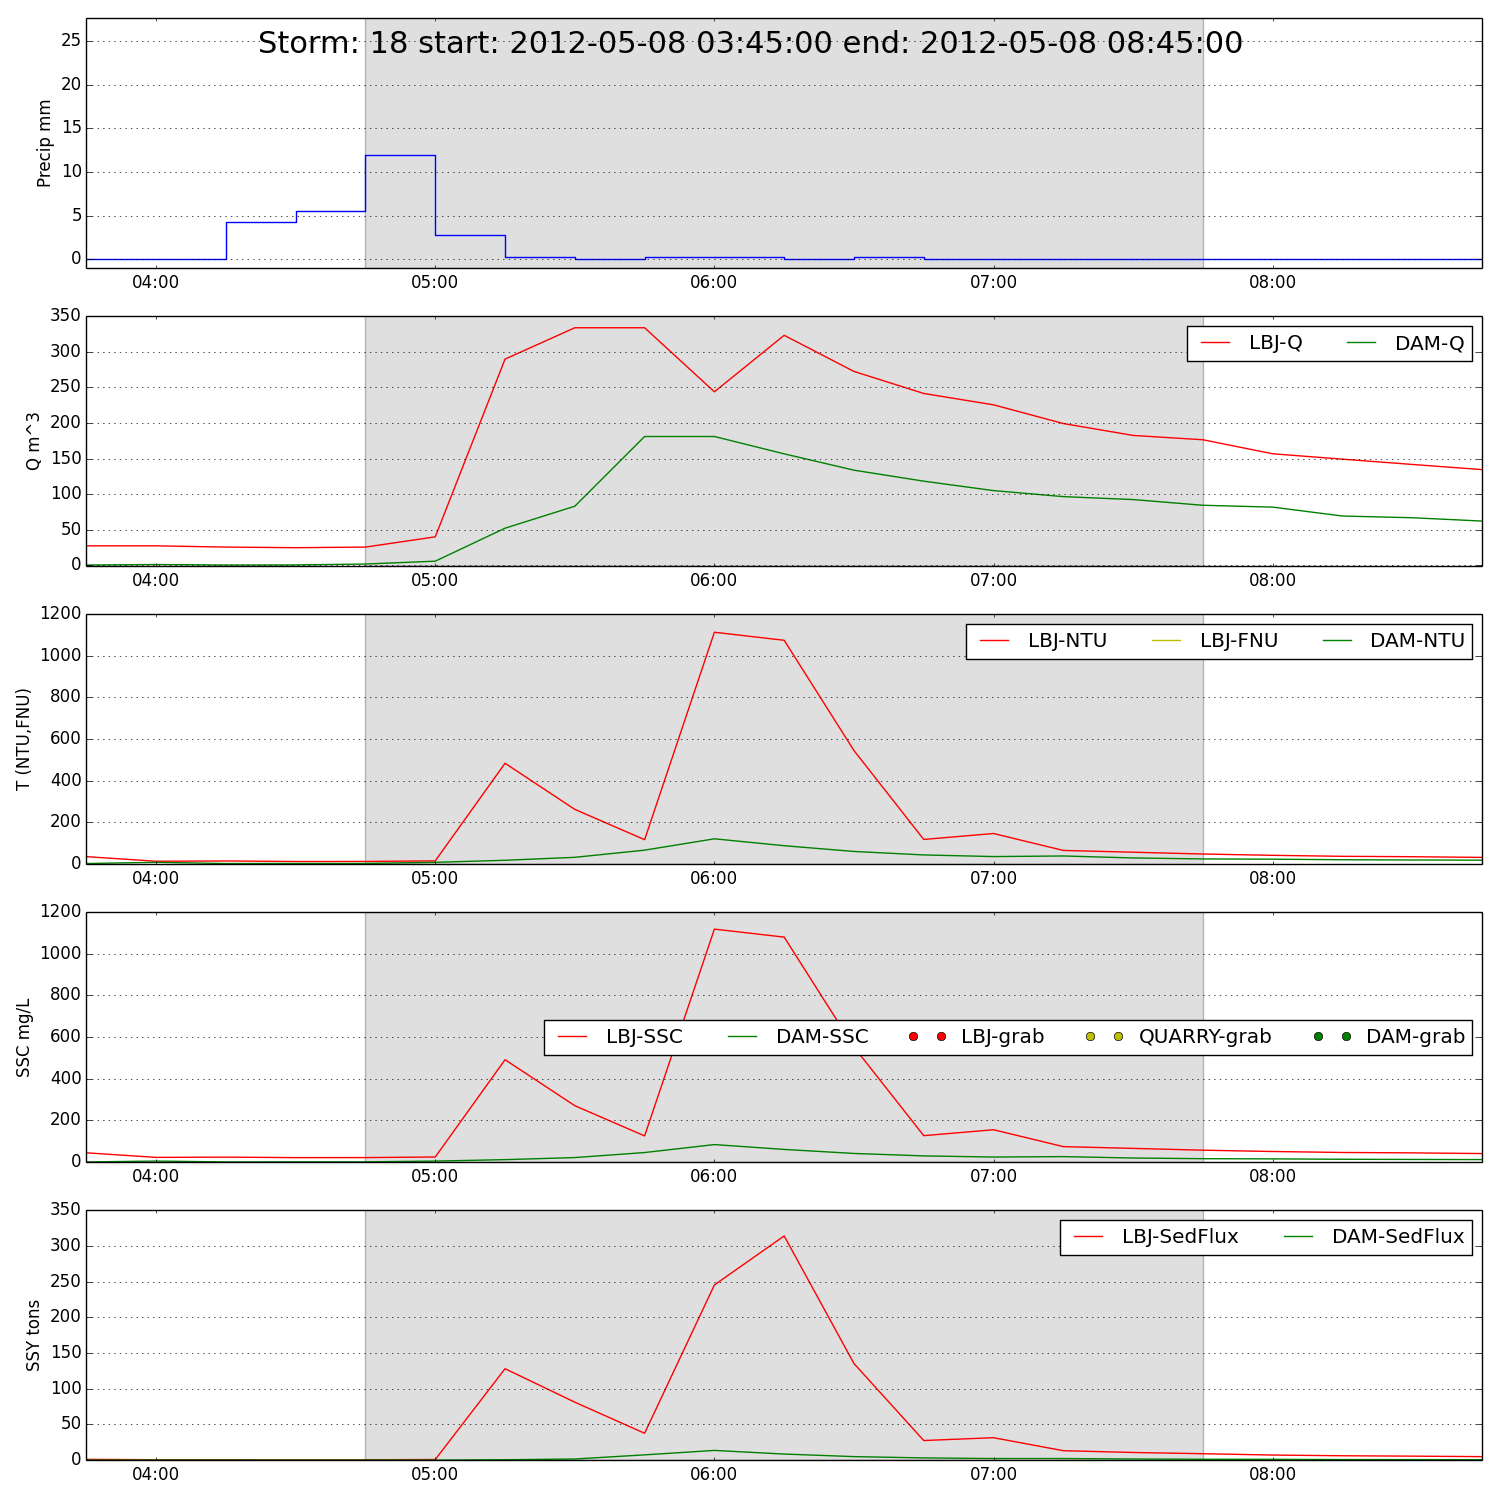 Storm: 18 start: 2012-05-08 03:45:00 end: 2012-05-08 08:45:00
Precip mm
25
20
15
10
5
0
04:00 05:00 06:00 07:00 08:00
Q m^3
350
300
250
200
150
100
50
0
LBJ-Q DAM-Q
04:00 05:00 06:00 07:00 08:00
T (NTU,FNU)
1200
1000
800
600
400
200
0
LBJ-NTU LBJ-FNU DAM-NTU
04:00 05:00 06:00 07:00 08:00
SSC mg/L
1200
1000
800
600
400
200
0
LBJ-SSC DAM-SSC LBJ-grab QUARRY-grab DAM-grab
04:00 05:00 06:00 07:00 08:00
SSY tons
350
300
250
200
150
100
50
0
LBJ-SedFlux DAM-SedFlux
04:00 05:00 06:00 07:00 08:00